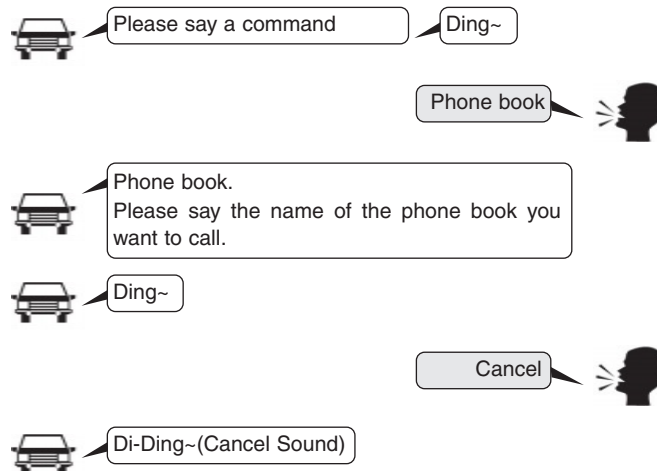 Please say a command
Ding~
Phone book
Phone book.
Please say the name of the phone book you
want to call.
Ding~
Cancel
Di-Ding~(Cancel Sound)